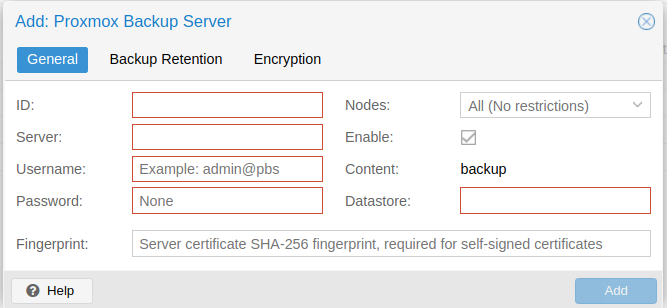 Add: Proxmox Backup Server
General Backup Retention Encryption
ID: Nodes: All (No restrictions)
Server: Enable:
Username: Example: admin@pbs Content: backup
Password: None Datastore:
Fingerprint: Server certificate SHA-256 fingerprint, required for self-signed certificates
Help Add